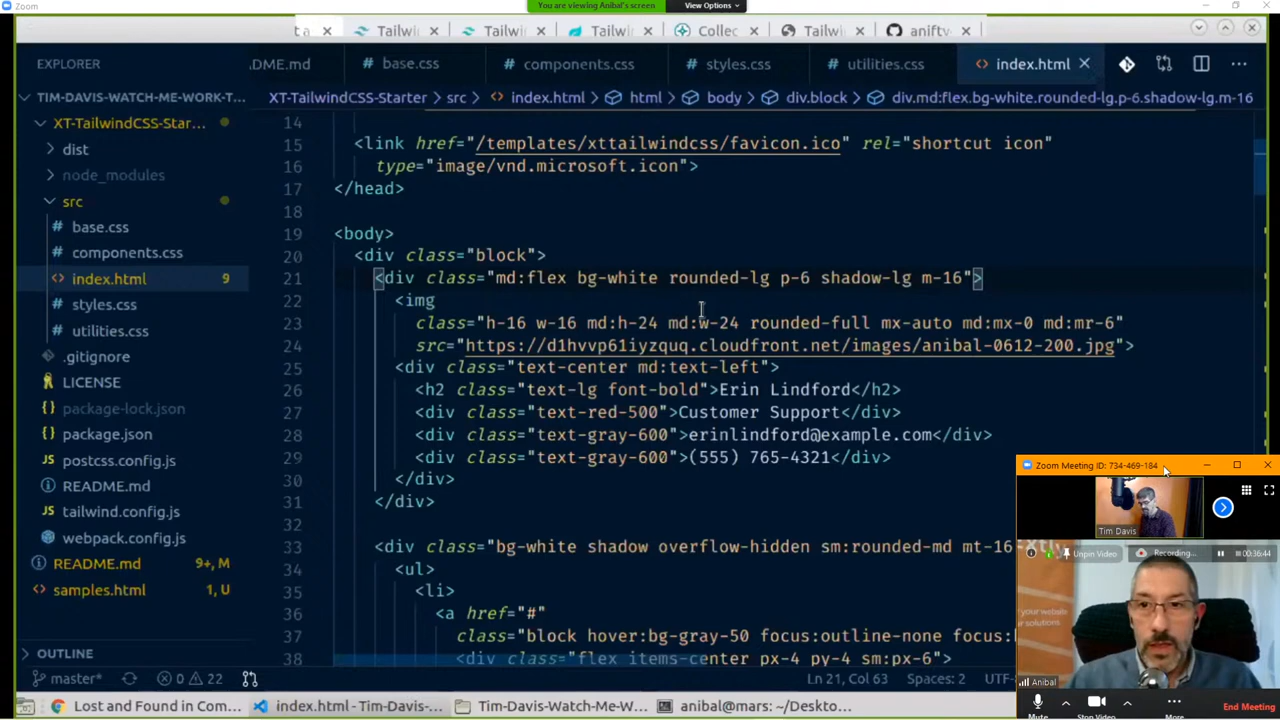 Zoom
You are viewing Anibal's screen
View Options
Tailwi
Tailwi
Tailwi
Collec
Tailwi
aniftv
EXPLORER
DME.md
base.css
components.css
styles.css
utilities.css
index.html
TIM-DAVIS-WATCH-ME-WORK-T...
XT-TailwindCSS-Starter > src > index.html > html > body > div.block > div.md:flex.bg-white.rounded-lg.p-6.shadow-lg.m-16
XT-TailwindCSS-Star...
dist
node_modules
src
base.css
components.css
index.html 9
styles.css
utilities.css
.gitignore
LICENSE
package-lock.json
package.json
postcss.config.js
README.md
tailwind.config.js
webpack.config.js
README.md 9+, M
samples.html 1, U
OUTLINE
14
15 <link href="/templates/xttailwindcss/favicon.ico" rel="shortcut icon"
16 type="image/vnd.microsoft.icon">
17 </head>
18
19 <body>
20 <div class="block">
21 <div class="md:flex bg-white rounded-lg p-6 shadow-lg m-16">
22 <img
23 class="h-16 w-16 md:h-24 md:w-24 rounded-full mx-auto md:mx-0 md:mr-6"
24 src="https://d1hvvp61iyzquq.cloudfront.net/images/anibal-0612-200.jpg">
25 <div class="text-center md:text-left">
26 <h2 class="text-lg font-bold">Erin Lindford</h2>
27 <div class="text-red-500">Customer Support</div>
28 <div class="text-gray-600">erinlindford@example.com</div>
29 <div class="text-gray-600">(555) 765-4321</div>
30 </div>
31 </div>
32
33 <div class="bg-white shadow overflow-hidden sm:rounded-md mt-16
34 <ul>
35 <li>
36 <a href="#"
37 class="block hover:bg-gray-50 focus:outline-none focus:
38 <div class="flex items-center px-4 py-4 sm:px-6">
Zoom Meeting ID: 734-469-184
Tim Davis
Unpin Video
Recording...
00:36:44
Anibal
Mute
Stop Video
More
End Meeting
master*
0
22
Ln 21, Col 63
Spaces: 2
UTF-8
Lost and Found in Com...
index.html - Tim-Davis-...
Tim-Davis-Watch-Me-W...
anibal@mars: ~/Deskto...